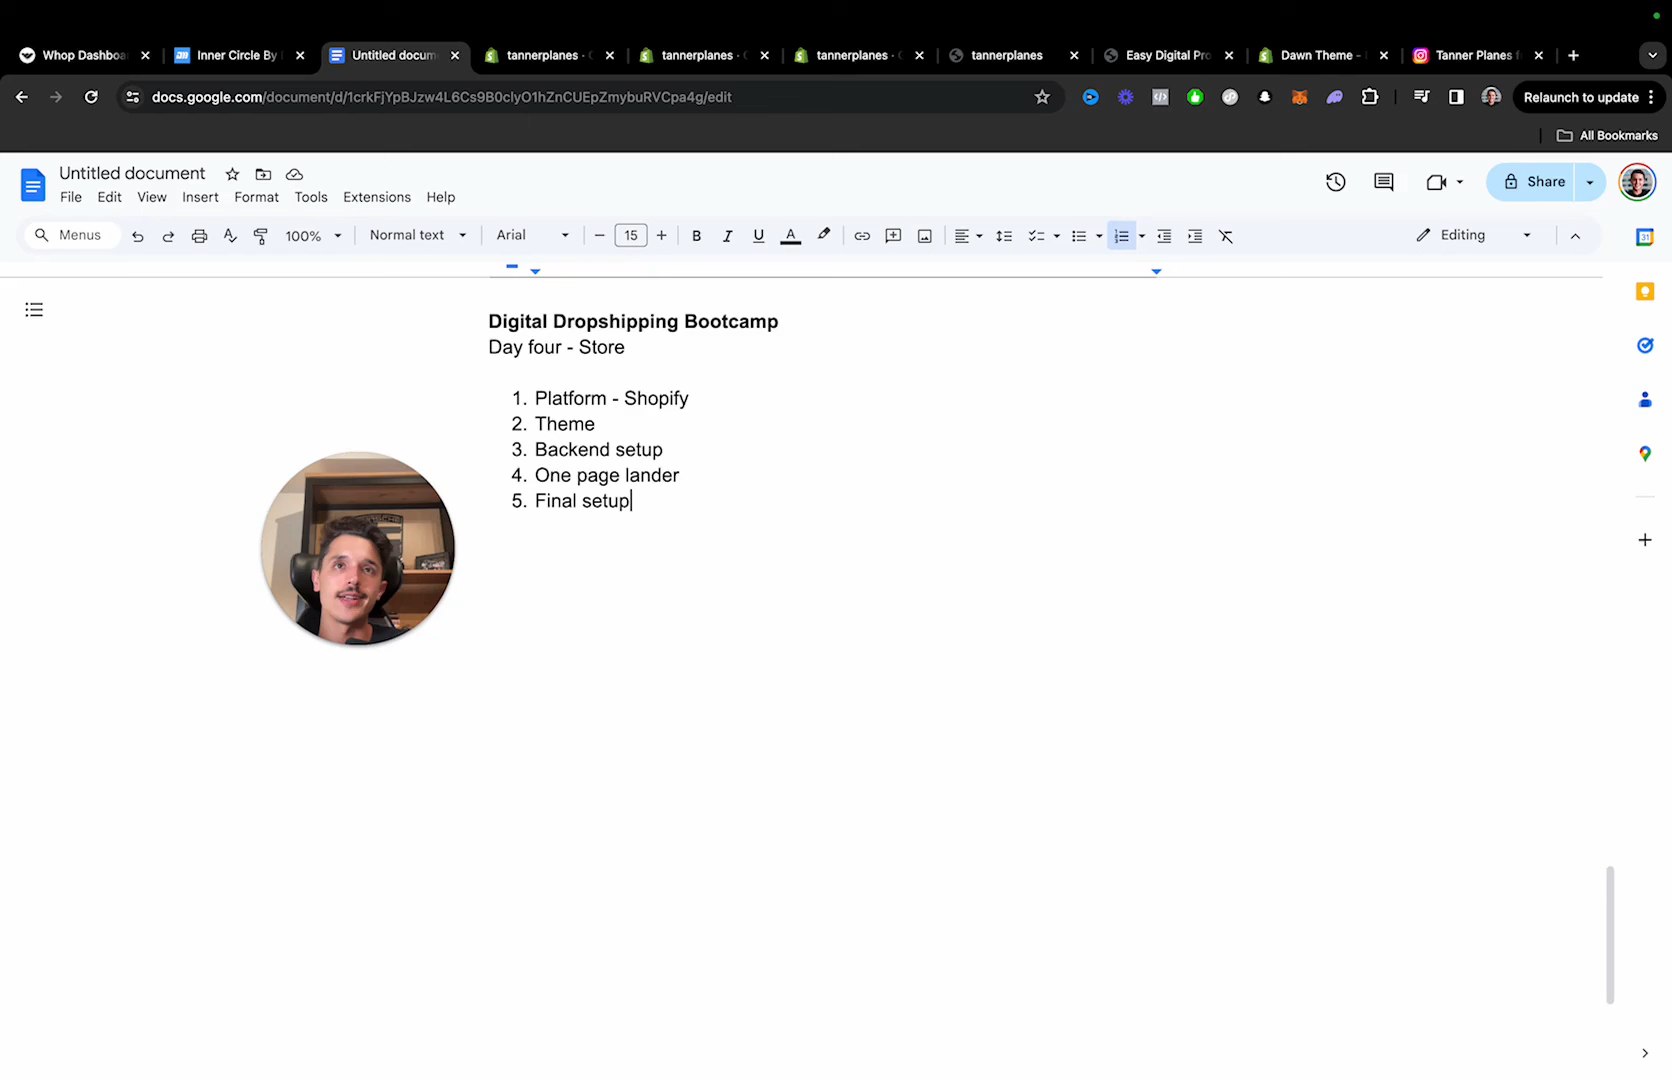 Whop Dashboa
Inner Circle By
Untitled docum
tannerplanes ·
tannerplanes ·
tannerplanes ·
tannerplanes
Easy Digital Pro
Dawn Theme -
Tanner Planes
docs.google.com/document/d/1crkFjYpBJzw4L6Cs9B0clyO1hZnCUEpZmybuRVCpa4g/edit
Relaunch to update
All Bookmarks
Untitled document
File Edit View Insert Format Tools Extensions Help
Share
Menus
100%
Normal text
Arial
15
B I U A
Editing
31
Digital Dropshipping Bootcamp
Day four - Store
1. Platform - Shopify
2. Theme
3. Backend setup
4. One page lander
5. Final setup